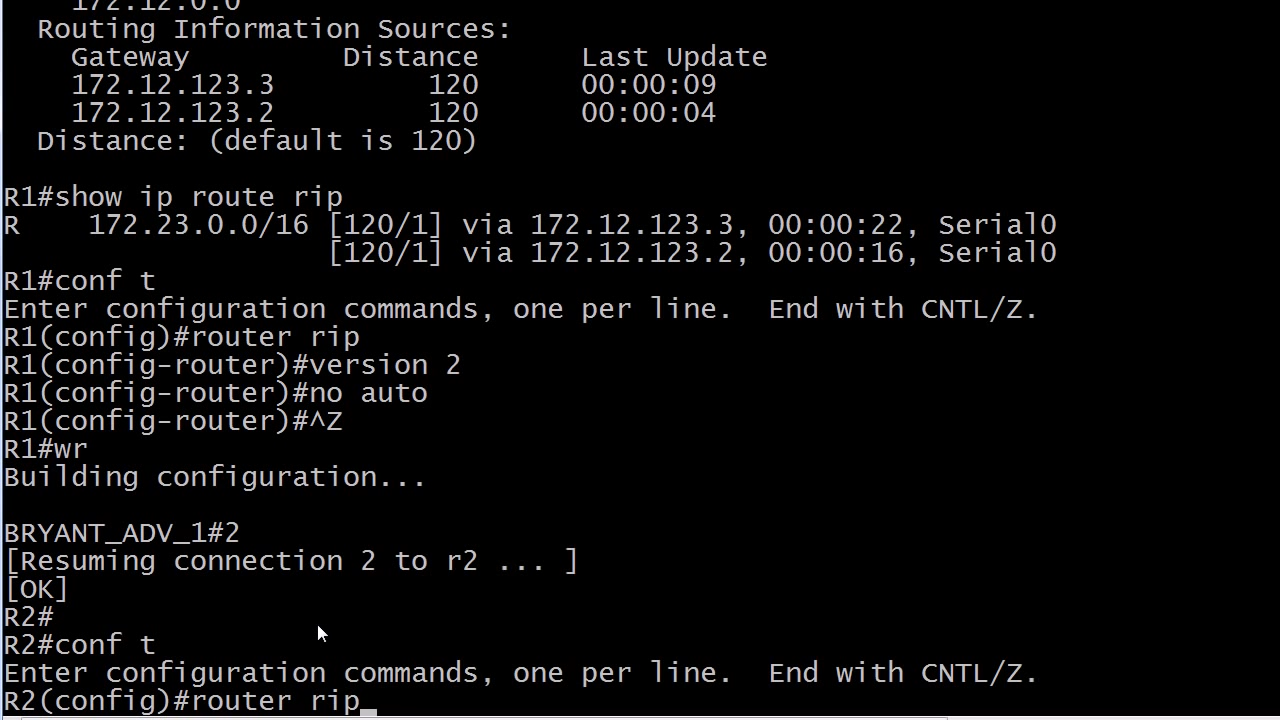 172.12.0.0
Routing Information Sources:
Gateway Distance Last Update
172.12.123.3 120 00:00:09
172.12.123.2 120 00:00:04
Distance: (default is 120)
R1#show ip route rip
R 172.23.0.0/16 [120/1] via 172.12.123.3, 00:00:22, Serial0
[120/1] via 172.12.123.2, 00:00:16, Serial0
R1#conf t
Enter configuration commands, one per line. End with CNTL/Z.
R1(config)#router rip
R1(config-router)#version 2
R1(config-router)#no auto
R1(config-router)#^Z
R1#wr
Building configuration...
BRYANT_ADV_1#2
[Resuming connection 2 to r2 ... ]
[OK]
R2#
R2#conf t
Enter configuration commands, one per line. End with CNTL/Z.
R2(config)#router rip